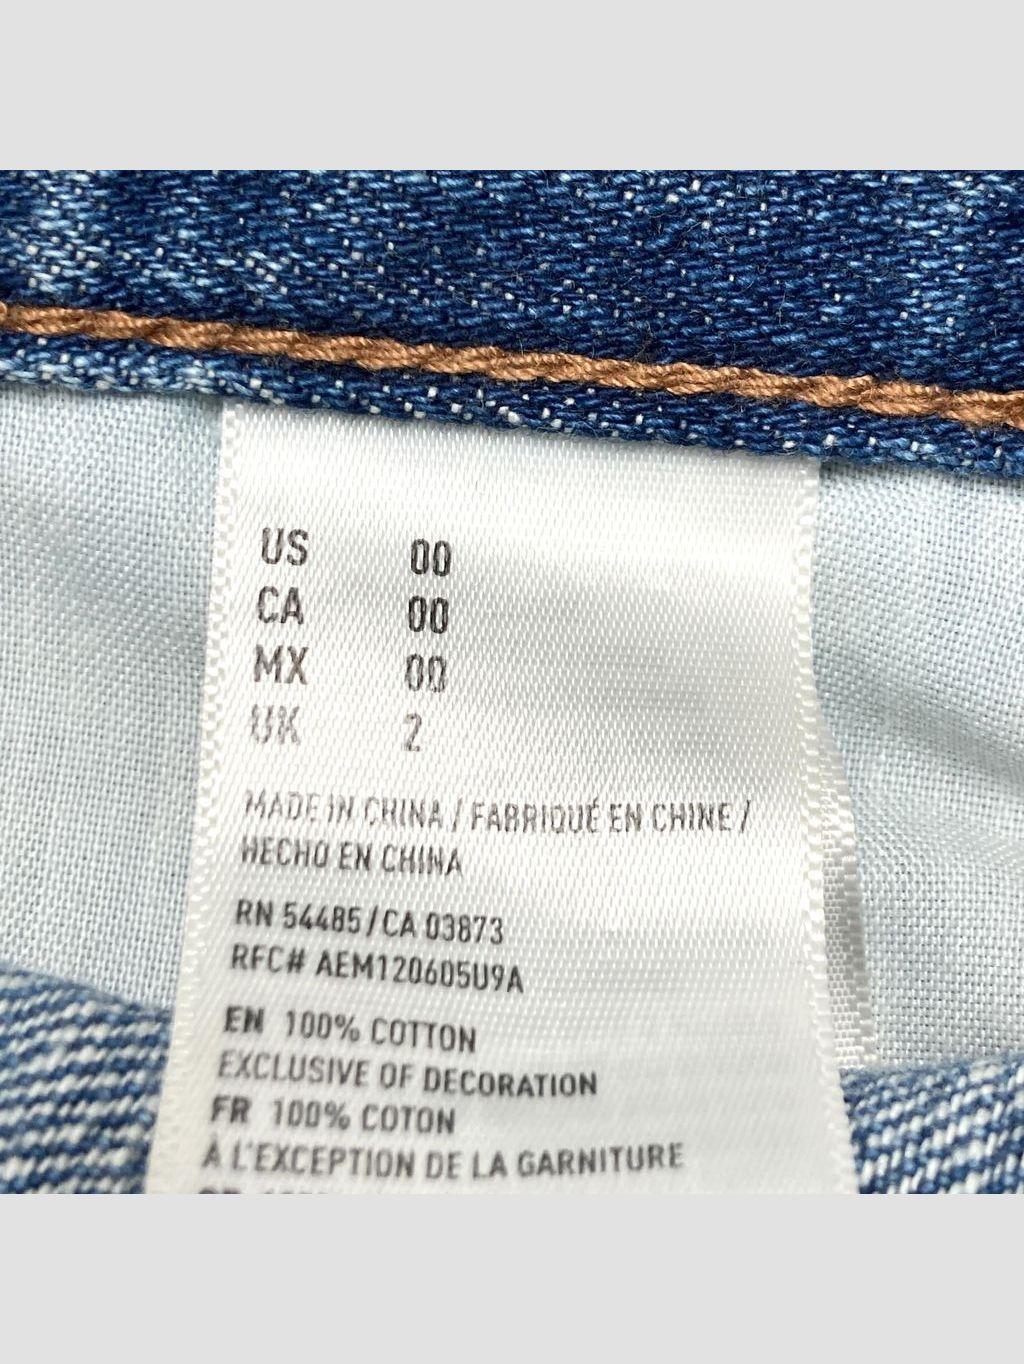 US 00
CA 00
MX 00
UK 2
MADE IN CHINA / FABRIQUÉ EN CHINE /
HECHO EN CHINA
RN 54485 / CA 03873
RFC# AEM120605U9A
EN 100% COTTON
EXCLUSIVE OF DECORATION
FR 100% COTON
À L'EXCEPTION DE LA GARNITURE